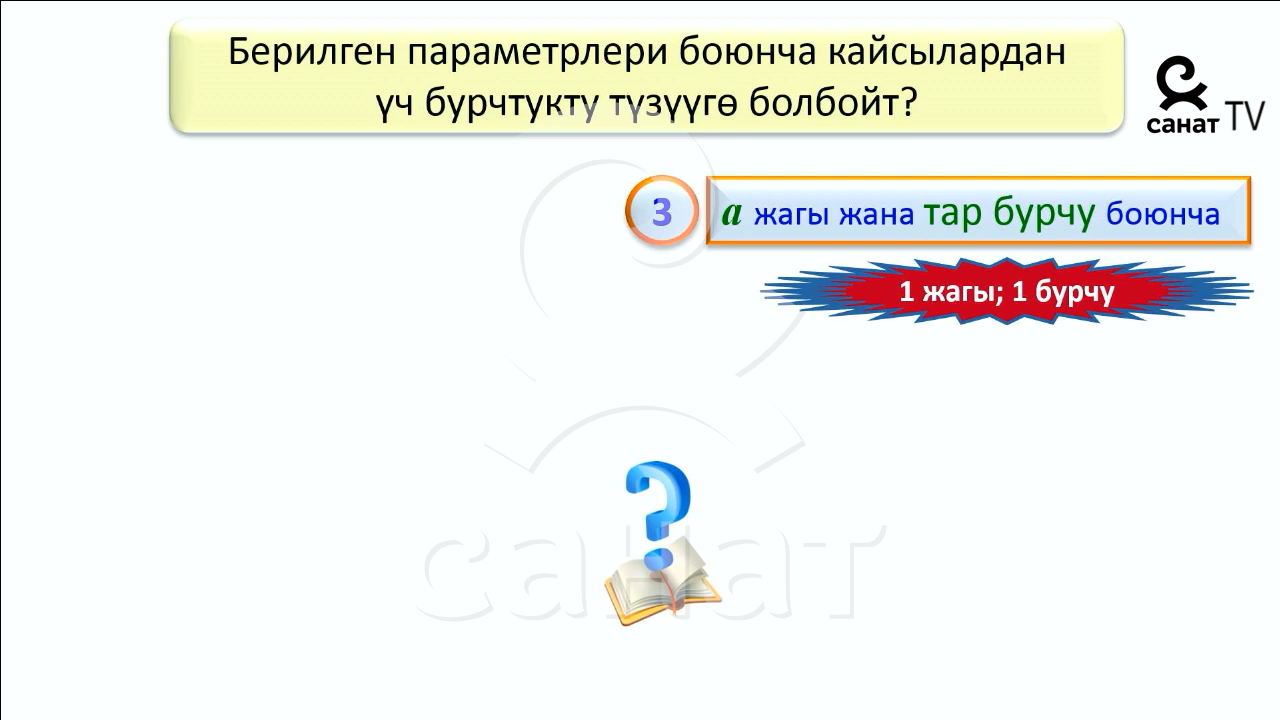 Берилген параметрлери боюнча кайсылардан
үч бурчтукту түзүүгө болбойт?
санат TV
3
a жагы жана тар бурчу боюнча
1 жагы; 1 бурчу
санат